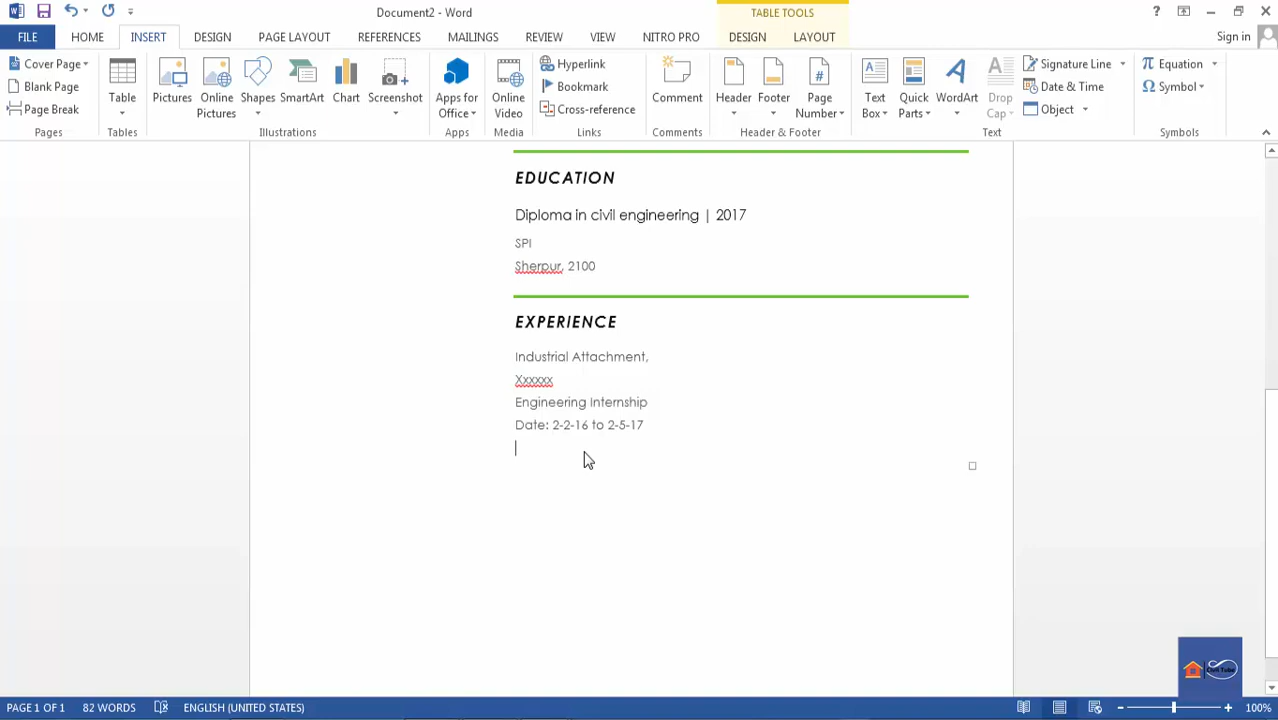 Document2 - Word
TABLE TOOLS
? 
Sign in
FILE HOME INSERT DESIGN PAGE LAYOUT REFERENCES MAILINGS REVIEW VIEW NITRO PRO DESIGN LAYOUT
Cover Page
Blank Page
Page Break
Pages
Table
Tables
Pictures
Online Pictures
Shapes
SmartArt
Chart
Screenshot
Illustrations
Apps for Office
Apps
Online Video
Media
Hyperlink
Bookmark
Cross-reference
Links
Comment
Comments
Header
Footer
Page Number
Header & Footer
Text Box
Quick Parts
WordArt
Drop Cap
Signature Line
Date & Time
Object
Text
Equation
Symbol
Symbols
EDUCATION
Diploma in civil engineering | 2017
SPI
Sherpur, 2100
EXPERIENCE
Industrial Attachment,
Xxxxxx
Engineering Internship
Date: 2-2-16 to 2-5-17
Civil Tube
PAGE 1 OF 1 82 WORDS ENGLISH (UNITED STATES) 100%